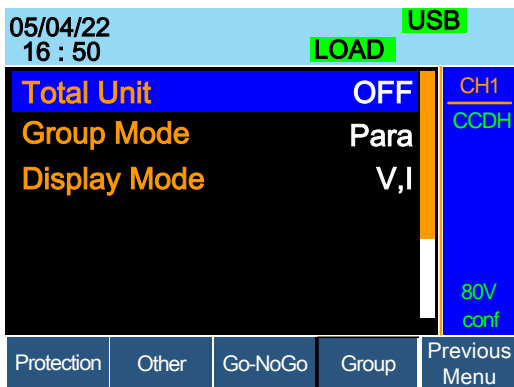 05/04/22
USB
16 : 50
LOAD
Total Unit OFF
Group Mode Para
Display Mode V,I
CH1
CCDH
80V
conf
Protection
Other
Go-NoGo
Group
Previous
Menu